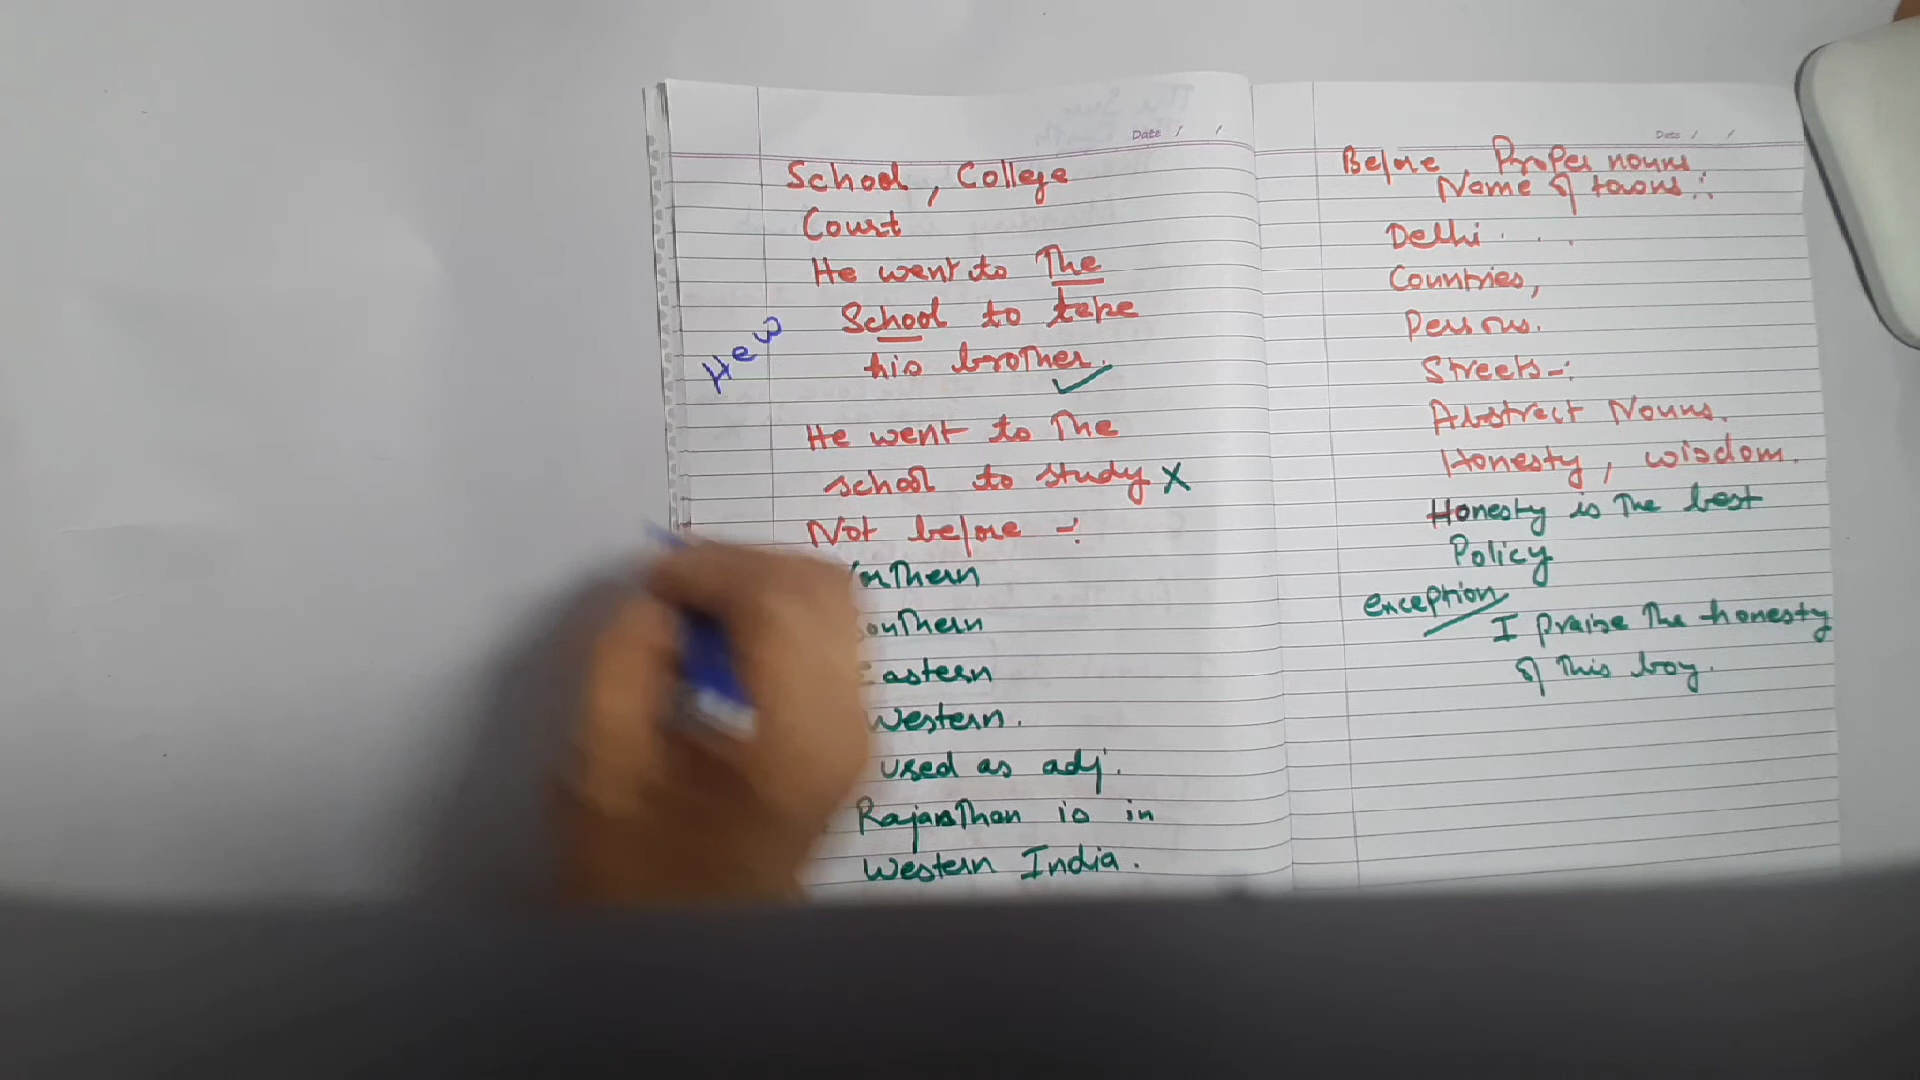 Date / /
School, College
Court
He went to The
School to take
his brother.
He w
He went to The
school to study X
Not before -:
Northern
Southern
Eastern
Western.
used as adj.
Rajasthan is in
Western India.
Date / /
Before Proper nouns
Name of towns :.
Delhi . . .
Countries,
Persons.
Streets -:
Abstract Nouns.
Honesty, wisdom.
Honesty is The best
Policy
exception
I praise The honesty
of This boy.